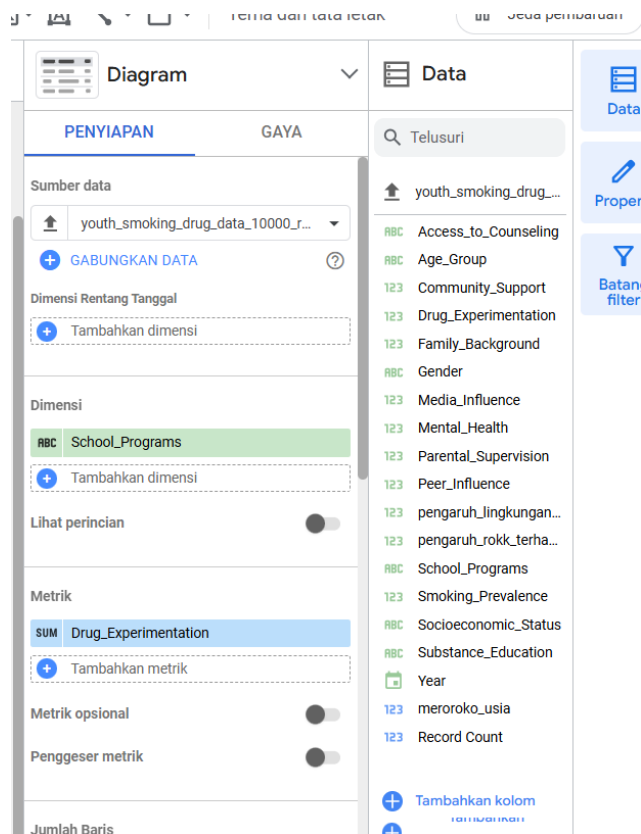 Tema dan tata letak
Jeda pembaruan
Diagram
PENYIAPAN
GAYA
Sumber data
youth_smoking_drug_data_10000_r...
GABUNGKAN DATA
Dimensi Rentang Tanggal
Tambahkan dimensi
Dimensi
ABC School_Programs
Tambahkan dimensi
Lihat perincian
Metrik
SUM Drug_Experimentation
Tambahkan metrik
Metrik opsional
Penggeser metrik
Jumlah Baris
Data
Telusuri
youth_smoking_drug_...
ABC Access_to_Counseling
ABC Age_Group
123 Community_Support
123 Drug_Experimentation
123 Family_Background
ABC Gender
123 Media_Influence
123 Mental_Health
123 Parental_Supervision
123 Peer_Influence
123 pengaruh_lingkungan...
123 pengaruh_rokk_terha...
ABC School_Programs
123 Smoking_Prevalence
ABC Socioeconomic_Status
ABC Substance_Education
Year
123 meroroko_usia
123 Record Count
Tambahkan kolom
Tambahkan
Data
Proper
Batang
filter